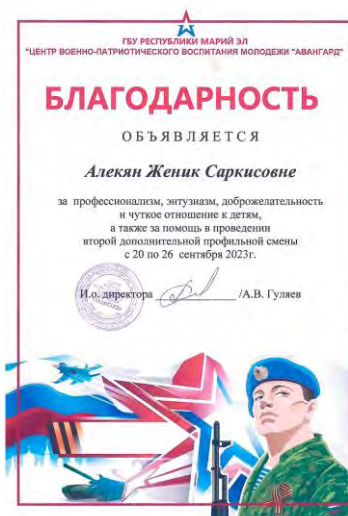 ГБУ РЕСПУБЛИКИ МАРИЙ ЭЛ
"ЦЕНТР ВОЕННО-ПАТРИОТИЧЕСКОГО ВОСПИТАНИЯ МОЛОДЕЖИ "АВАНГАРД"
БЛАГОДАРНОСТЬ
ОБЪЯВЛЯЕТСЯ
Алекян Женик Саркисовне
за профессионализм, энтузиазм, доброжелательность
и чуткое отношение к детям,
а также за помощь в проведении
второй дополнительной профильной смены
с 20 по 26 сентября 2023г.
И.о. директора /А.В. Гуляев